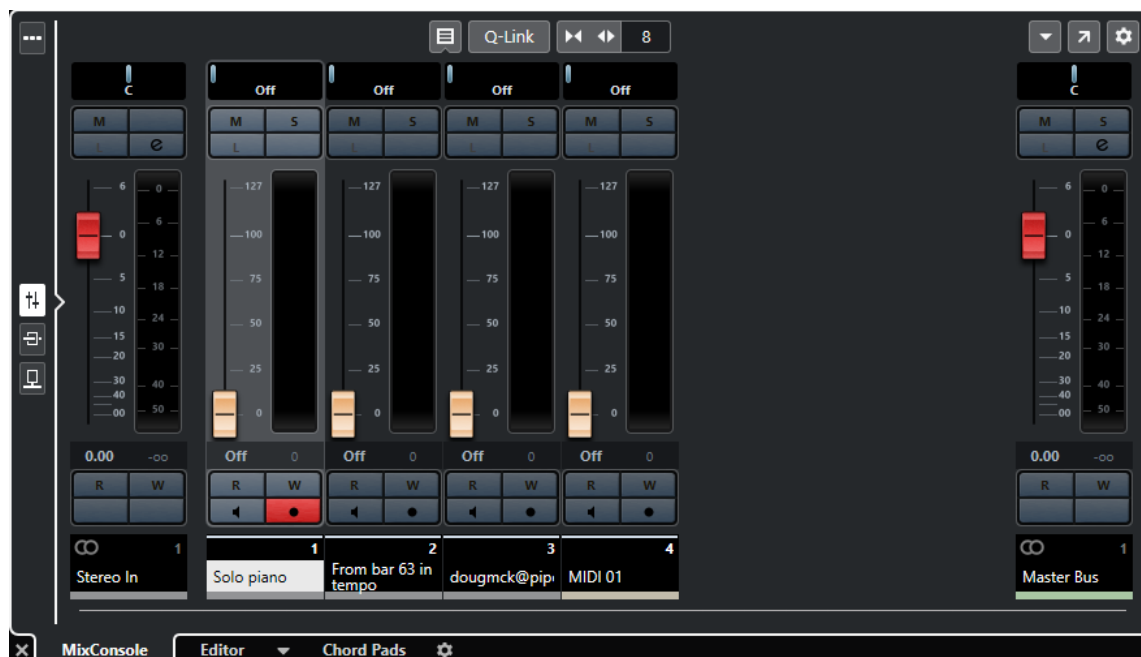 Q-Link 8
C Off Off Off Off C
M M S M S M S M S M S
L e L L L L L e
6 0 127 127 127 127 6 0
0 6 100 100 100 100 0 6
12 12
5 18 75 75 75 75 5 18
10 24 50 50 50 50 10 24
15 30 15 30
20 25 25 25 25 20
30 40 30 40
40 40
00 50 0 0 0 0 00 50
0.00 -oo Off 0 Off 0 Off 0 Off 0 0.00 -oo
R W R W R W R W R W R W
1 1 2 3 4 1
Stereo In Solo piano From bar 63 in dougmck@pip MIDI 01 Master Bus
tempo
MixConsole Editor Chord Pads